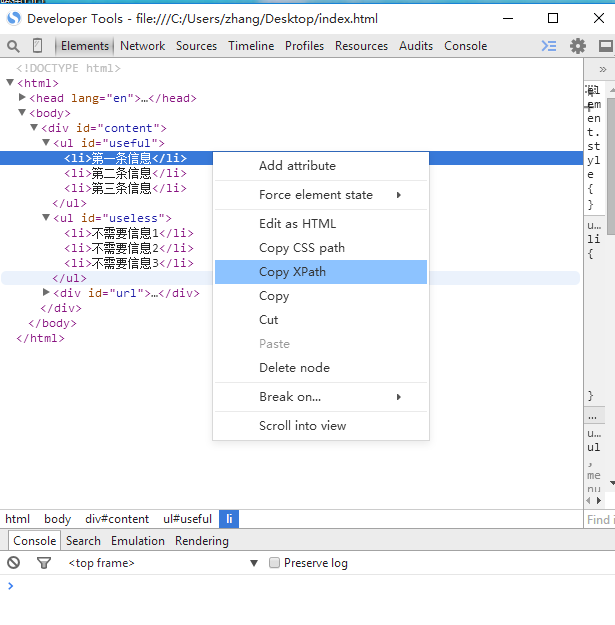 Developer Tools - file:///C:/Users/zhang/Desktop/index.html
Elements Network Sources Timeline Profiles Resources Audits Console
<!DOCTYPE html>
<html>
<head lang="en">…</head>
<body>
<div id="content">
<ul id="useful">
<li>第一条信息</li>
<li>第二条信息</li>
<li>第三条信息</li>
</ul>
<ul id="useless">
<li>不需要信息1</li>
<li>不需要信息2</li>
<li>不需要信息3</li>
</ul>
<div id="url">…</div>
</div>
</body>
</html>
Add attribute
Force element state
Edit as HTML
Copy CSS path
Copy XPath
Copy
Cut
Paste
Delete node
Break on...
Scroll into view
»
element.style {
}
u…
li
{
}
…
u…
ul
,
me
nu
html body div#content ul#useful li
Find i
Console Search Emulation Rendering
<top frame> Preserve log